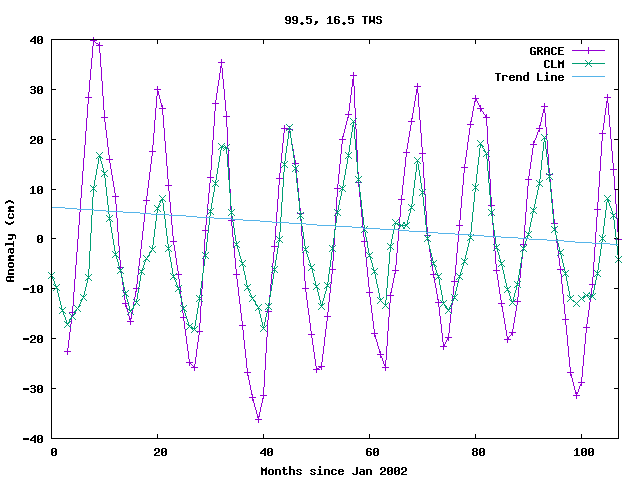 99.5, 16.5 TWS
GRACE
CLM
Trend Line
Anomaly (cm)
40
30
20
10
0
-10
-20
-30
-40
0 20 40 60 80 100
Months since Jan 2002